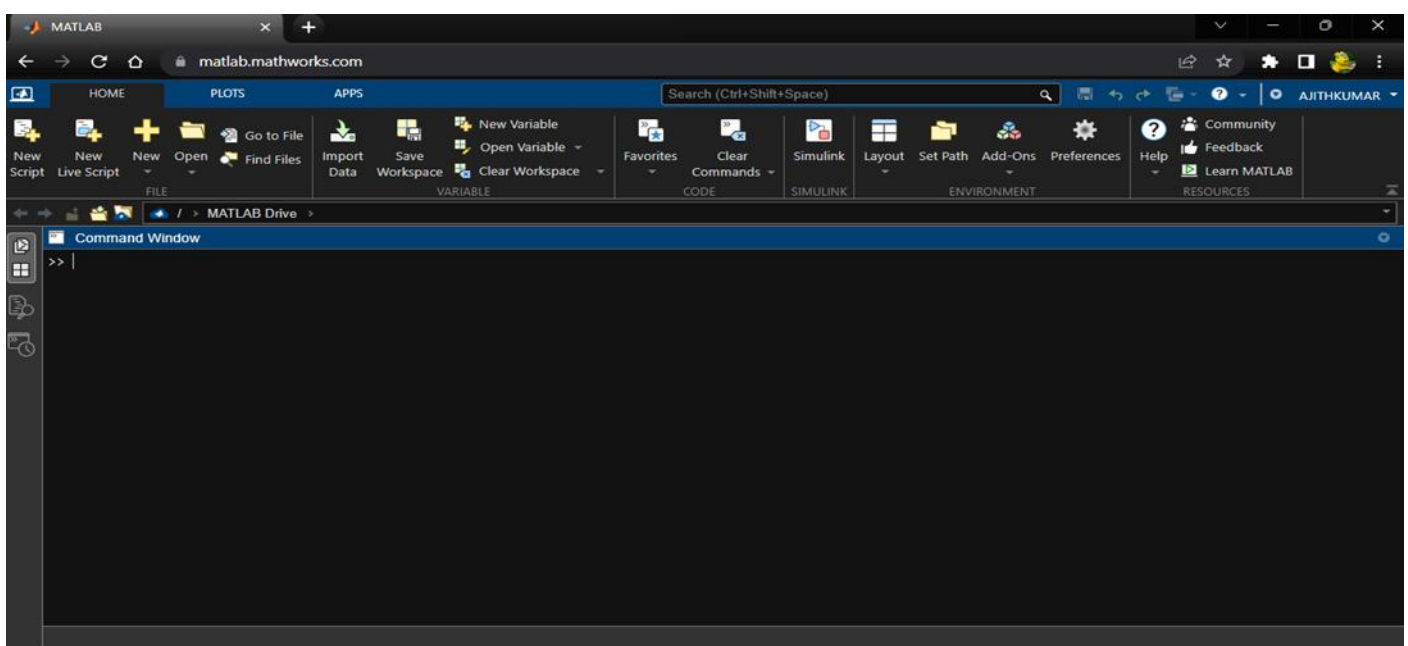 MATLAB
matlab.mathworks.com
HOME PLOTS APPS Search (Ctrl+Shift+Space) AJITHKUMAR
New Script
New Live Script
New
Open
Go to File
Find Files
FILE
Import Data
Save Workspace
New Variable
Open Variable
Clear Workspace
VARIABLE
Favorites
Clear Commands
CODE
Simulink
SIMULINK
Layout
Set Path
Add-Ons
Preferences
ENVIRONMENT
Help
Community
Feedback
Learn MATLAB
RESOURCES
/ > MATLAB Drive >
Command Window
>>